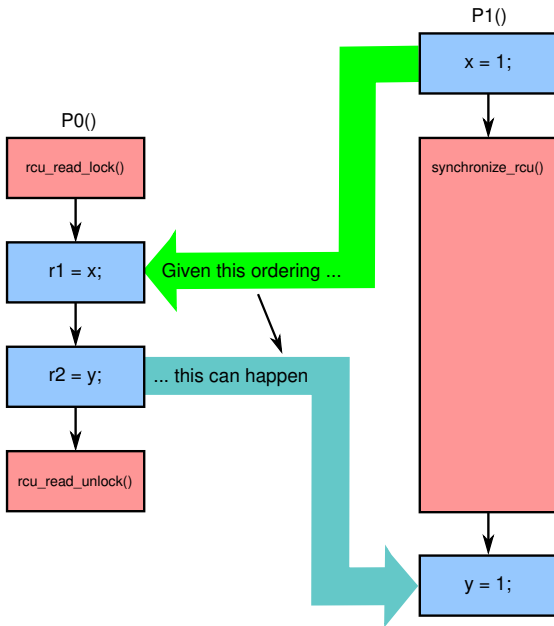 P1()
x = 1;
P0()
rcu_read_lock()
synchronize_rcu()
r1 = x;
Given this ordering ...
r2 = y;
... this can happen
rcu_read_unlock()
y = 1;